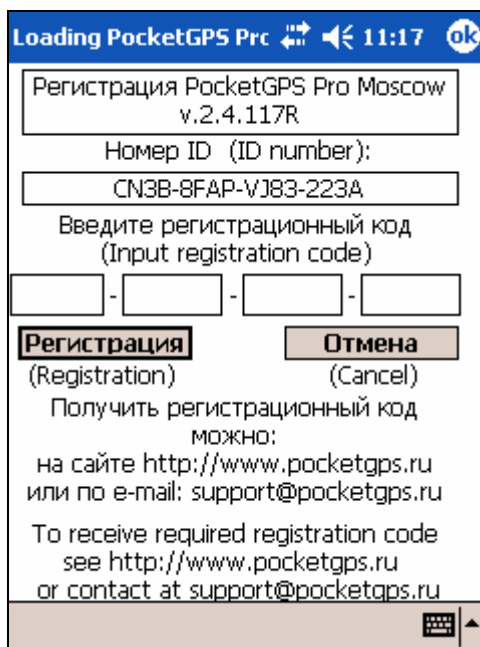 Loading PocketGPS Prc 11:17 ok
Регистрация PocketGPS Pro Moscow
v.2.4.117R
Номер ID (ID number):
CN3B-8FAP-VJ83-223A
Введите регистрационный код
(Input registration code)
- - -
Регистрация Отмена
(Registration) (Cancel)
Получить регистрационный код
можно:
на сайте http://www.pocketgps.ru
или по e-mail: support@pocketgps.ru
To receive required registration code
see http://www.pocketgps.ru
or contact at support@pocketgps.ru